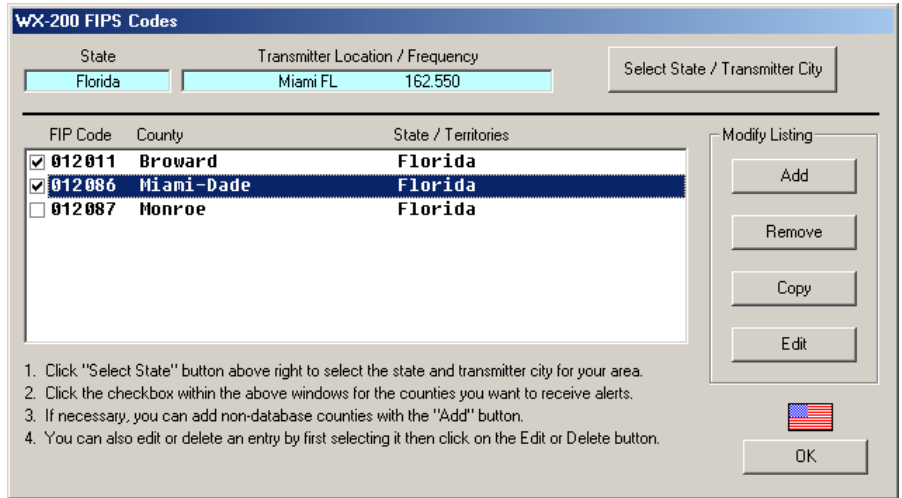 WX-200 FIPS Codes
State
Transmitter Location / Frequency
Florida
Miami FL 162.550
Select State / Transmitter City
FIP Code County State / Territories
012011 Broward Florida
012086 Miami-Dade Florida
012087 Monroe Florida
Modify Listing
Add
Remove
Copy
Edit
1. Click "Select State" button above right to select the state and transmitter city for your area.
2. Click the checkbox within the above windows for the counties you want to receive alerts.
3. If necessary, you can add non-database counties with the "Add" button.
4. You can also edit or delete an entry by first selecting it then click on the Edit or Delete button.
OK